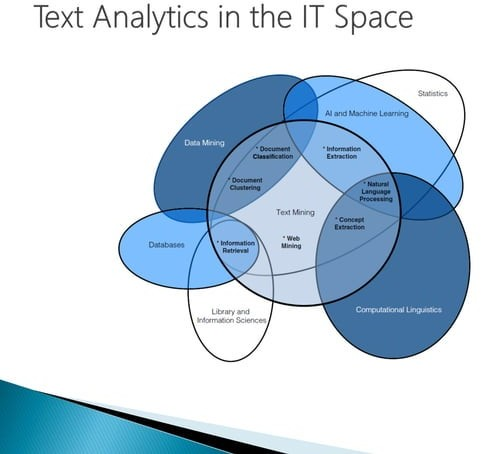 Text Analytics in the IT Space
Statistics
AI and Machine Learning
Data Mining
* Document
Classification
* Information
Extraction
* Document
Clustering
* Natural
Language
Processing
Text Mining
* Concept
Extraction
* Web
Mining
Databases
* Information
Retrieval
Library and
Information Sciences
Computational Linguistics